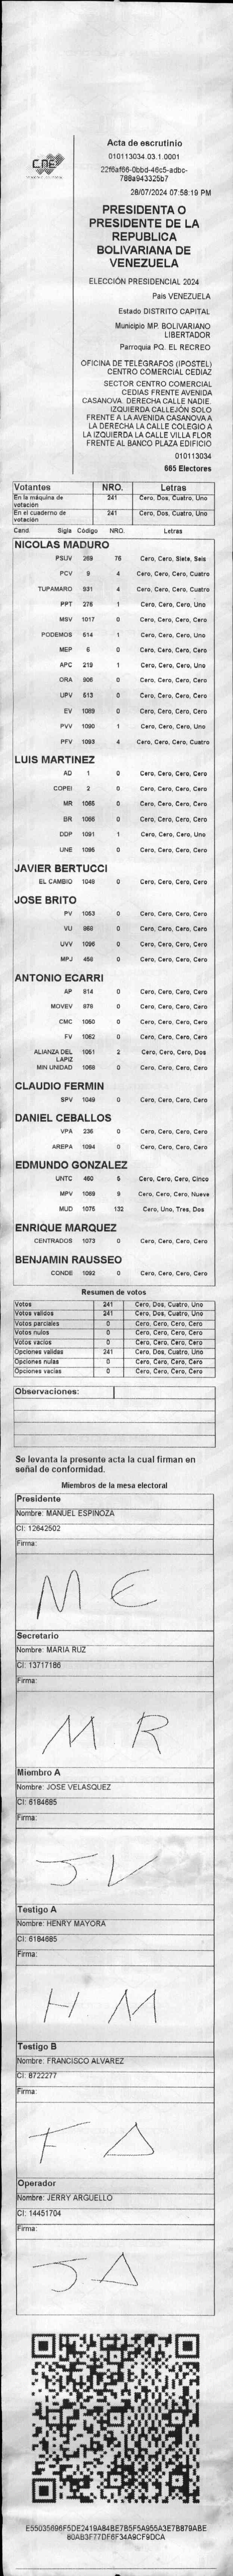 CNE
Acta de escrutinio
010113034.03.1.0001
22f6af66-0bbd-46c5-adbc-
788a943325b7
28/07/2024 07:58:19 PM
PRESIDENTA O
PRESIDENTE DE LA
REPUBLICA
BOLIVARIANA DE
VENEZUELA
ELECCIÓN PRESIDENCIAL 2024
País VENEZUELA
Estado DISTRITO CAPITAL
Municipio MP. BOLIVARIANO
LIBERTADOR
Parroquia PQ. EL RECREO
OFICINA DE TELEGRAFOS (IPOSTEL)
CENTRO COMERCIAL CEDIAZ
SECTOR CENTRO COMERCIAL
CEDIAS FRENTE AVENIDA
CASANOVA. DERECHA CALLE NADIE.
IZQUIERDA CALLEJÓN SOLO
FRENTE A LA AVENIDA CASANOVA A
LA DERECHA LA CALLE COLEGIO A
LA IZQUIERDA LA CALLE VILLA FLOR
FRENTE AL BANCO PLAZA EDIFICIO
010113034
665 Electores
Votantes NRO. Letras
En la máquina de votación 241 Cero, Dos, Cuatro, Uno
En el cuaderno de votación 241 Cero, Dos, Cuatro, Uno
Cand. Sigla Código NRO. Letras
NICOLAS MADURO
PSUV 269 76 Cero, Cero, Siete, Seis
PCV 9 4 Cero, Cero, Cero, Cuatro
TUPAMARO 931 4 Cero, Cero, Cero, Cuatro
PPT 276 1 Cero, Cero, Cero, Uno
MSV 1017 0 Cero, Cero, Cero, Cero
PODEMOS 614 1 Cero, Cero, Cero, Uno
MEP 6 0 Cero, Cero, Cero, Cero
APC 219 1 Cero, Cero, Cero, Uno
ORA 906 0 Cero, Cero, Cero, Cero
UPV 613 0 Cero, Cero, Cero, Cero
EV 1089 0 Cero, Cero, Cero, Cero
PVV 1090 1 Cero, Cero, Cero, Uno
PFV 1093 4 Cero, Cero, Cero, Cuatro
LUIS MARTINEZ
AD 1 0 Cero, Cero, Cero, Cero
COPEI 2 0 Cero, Cero, Cero, Cero
MR 1065 0 Cero, Cero, Cero, Cero
BR 1066 0 Cero, Cero, Cero, Cero
DDP 1091 1 Cero, Cero, Cero, Uno
UNE 1095 0 Cero, Cero, Cero, Cero
JAVIER BERTUCCI
EL CAMBIO 1048 0 Cero, Cero, Cero, Cero
JOSE BRITO
PV 1053 0 Cero, Cero, Cero, Cero
VU 868 0 Cero, Cero, Cero, Cero
UVV 1096 0 Cero, Cero, Cero, Cero
MPJ 458 0 Cero, Cero, Cero, Cero
ANTONIO ECARRI
AP 814 0 Cero, Cero, Cero, Cero
MOVEV 878 0 Cero, Cero, Cero, Cero
CMC 1050 0 Cero, Cero, Cero, Cero
FV 1062 0 Cero, Cero, Cero, Cero
ALIANZA DEL LAPIZ 1051 2 Cero, Cero, Cero, Dos
MIN UNIDAD 1068 0 Cero, Cero, Cero, Cero
CLAUDIO FERMIN
SPV 1049 0 Cero, Cero, Cero, Cero
DANIEL CEBALLOS
VPA 236 0 Cero, Cero, Cero, Cero
AREPA 1094 0 Cero, Cero, Cero, Cero
EDMUNDO GONZALEZ
UNTC 460 5 Cero, Cero, Cero, Cinco
MPV 1069 9 Cero, Cero, Cero, Nueve
MUD 1075 132 Cero, Uno, Tres, Dos
ENRIQUE MARQUEZ
CENTRADOS 1073 0 Cero, Cero, Cero, Cero
BENJAMIN RAUSSEO
CONDE 1092 0 Cero, Cero, Cero, Cero
Resumen de votos
Votos 241 Cero, Dos, Cuatro, Uno
Votos validos 241 Cero, Dos, Cuatro, Uno
Votos parciales 0 Cero, Cero, Cero, Cero
Votos nulos 0 Cero, Cero, Cero, Cero
Votos vacios 0 Cero, Cero, Cero, Cero
Opciones validas 241 Cero, Dos, Cuatro, Uno
Opciones nulas 0 Cero, Cero, Cero, Cero
Opciones vacias 0 Cero, Cero, Cero, Cero
Observaciones:
Se levanta la presente acta la cual firman en
señal de conformidad.
Miembros de la mesa electoral
Presidente
Nombre: MANUEL ESPINOZA
CI: 12642502
Firma:
M E
Secretario
Nombre: MARIA RUZ
CI: 13717186
Firma:
M R
Miembro A
Nombre: JOSE VELASQUEZ
CI: 6184685
Firma:
J V
Testigo A
Nombre: HENRY MAYORA
CI: 6184685
Firma:
H M
Testigo B
Nombre: FRANCISCO ALVAREZ
CI: 8722277
Firma:
F A
Operador
Nombre: JERRY ARGUELLO
CI: 14451704
Firma:
J A
E55035696F5DE2419A84BE7B5F5A955A3E7B879ABE
80AB3F77DF6F34A9CF9DCA